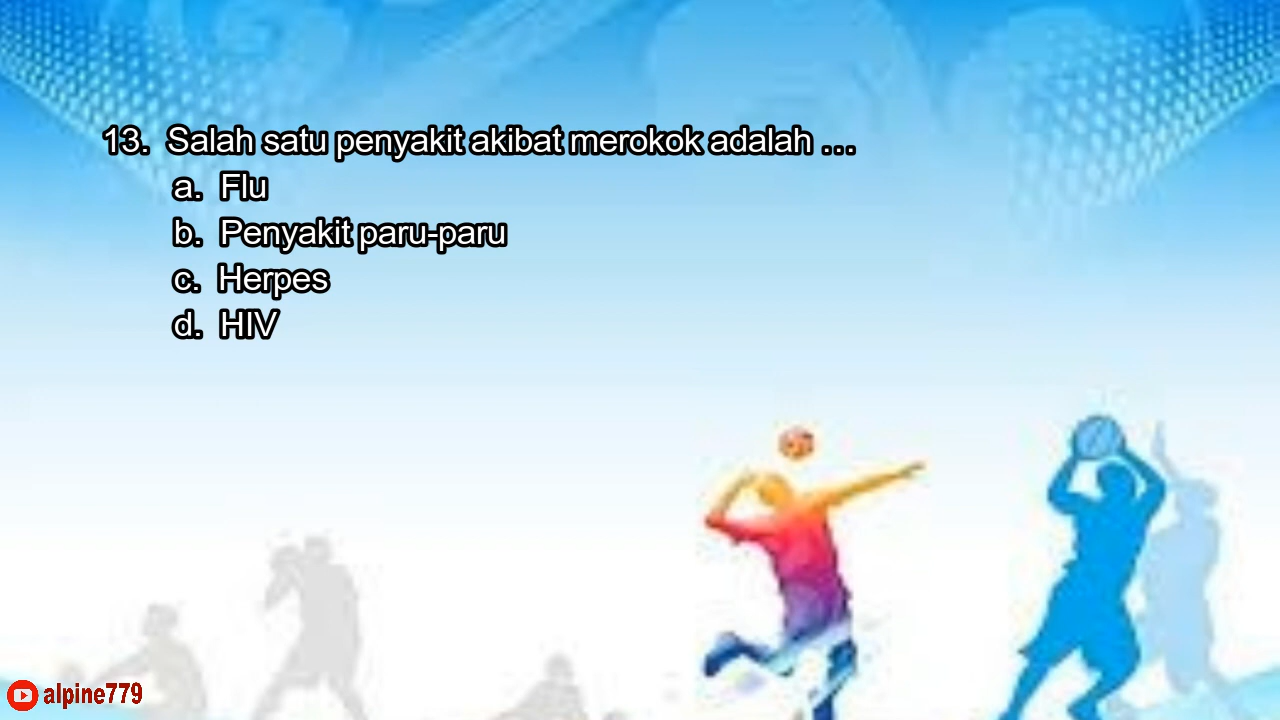 13. Salah satu penyakit akibat merokok adalah ...
a. Flu
b. Penyakit paru-paru
c. Herpes
d. HIV
alpine779